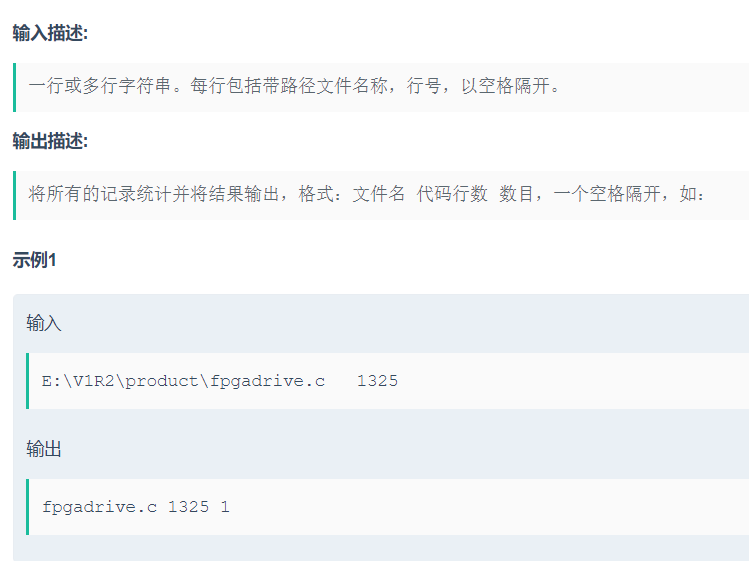 输入描述:
一行或多行字符串。每行包括带路径文件名称，行号，以空格隔开。
输出描述:
将所有的记录统计并将结果输出，格式：文件名 代码行数 数目，一个空格隔开，如：
示例1
输入
E:\V1R2\product\fpgadrive.c   1325
输出
fpgadrive.c 1325 1